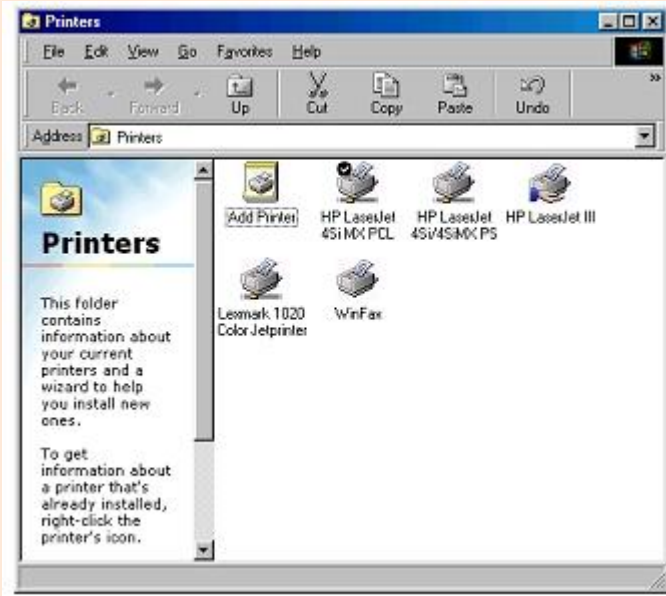 Printers
File Edit View Go Favorites Help
Back Forward Up Cut Copy Paste Undo
Address Printers
Printers
This folder
contains
information about
your current
printers and a
wizard to help
you install new
ones.
To get
information about
a printer that's
already installed,
right-click the
printer's icon.
Add Printer
HP LaserJet
4Si MX PCL
HP LaserJet
4Si/4SiMX PS
HP LaserJet III
Lexmark 1020
Color Jetprinter
WinFax